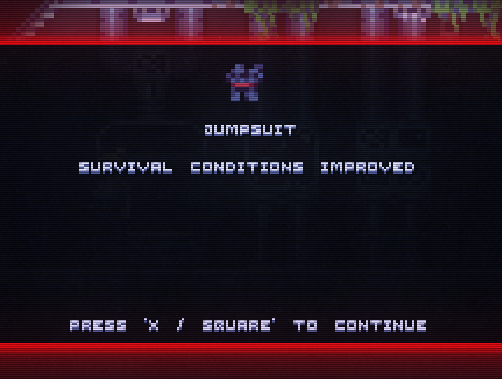 JUMPSUIT
SURVIVAL CONDITIONS IMPROVED
PRESS 'X / SQUARE' TO CONTINUE